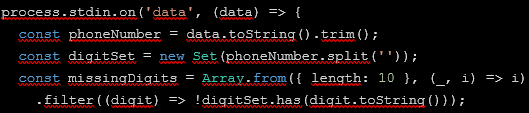 process.stdin.on('data', (data) => {
  const phoneNumber = data.toString().trim();
  const digitSet = new Set(phoneNumber.split(''));
  const missingDigits = Array.from({ length: 10 }, (_, i) => i)
    .filter((digit) => !digitSet.has(digit.toString()));